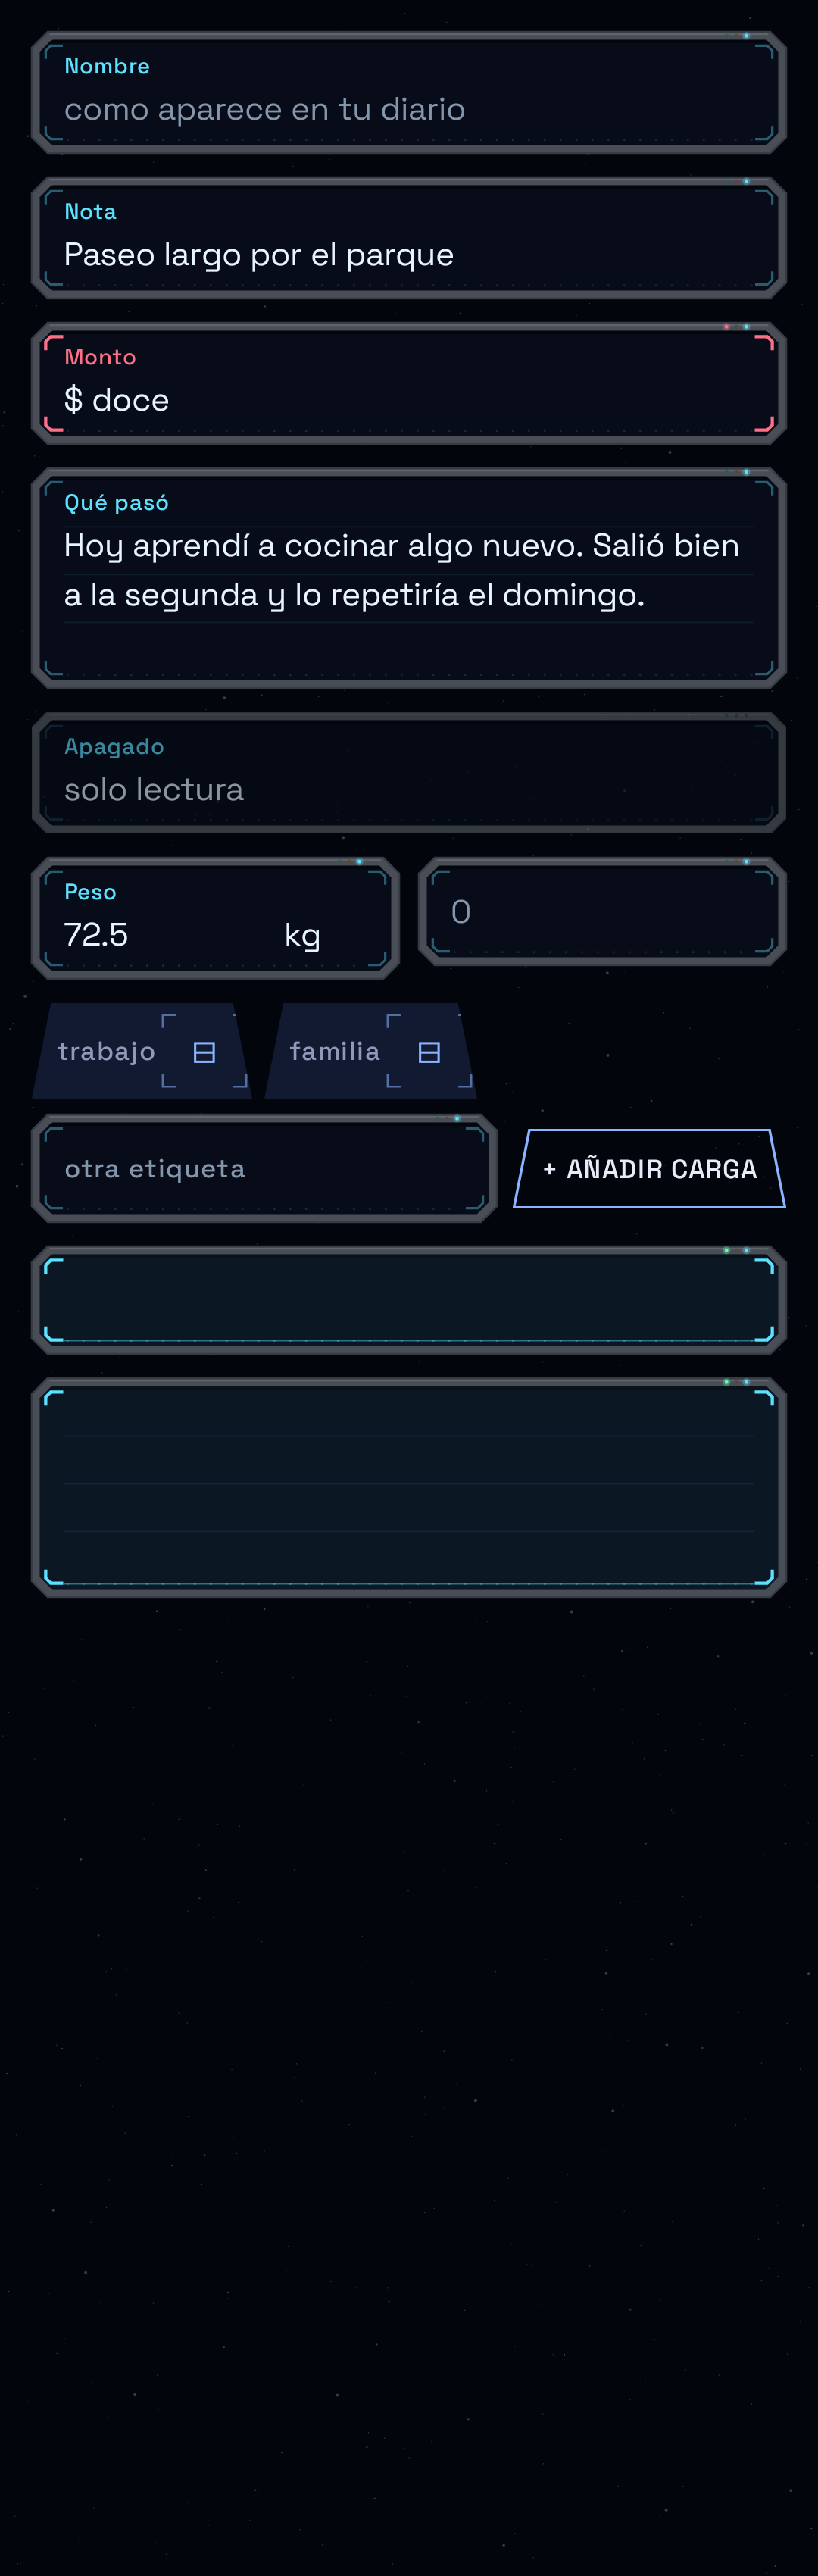 Nombre
como aparece en tu diario
Nota
Paseo largo por el parque
Monto
$ doce
Qué pasó
Hoy aprendí a cocinar algo nuevo. Salió bien
a la segunda y lo repetiría el domingo.
Apagado
solo lectura
Peso
72.5 kg
0
trabajo
familia
otra etiqueta
+ AÑADIR CARGA